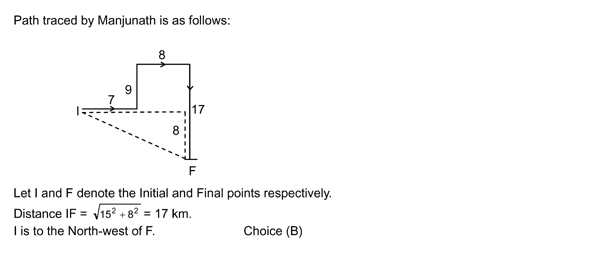 Path traced by Manjunath is as follows:
8
9
7
I
17
8
F
Let I and F denote the Initial and Final points respectively.
Distance IF = √15² + 8² = 17 km.
I is to the North-west of F. Choice (B)